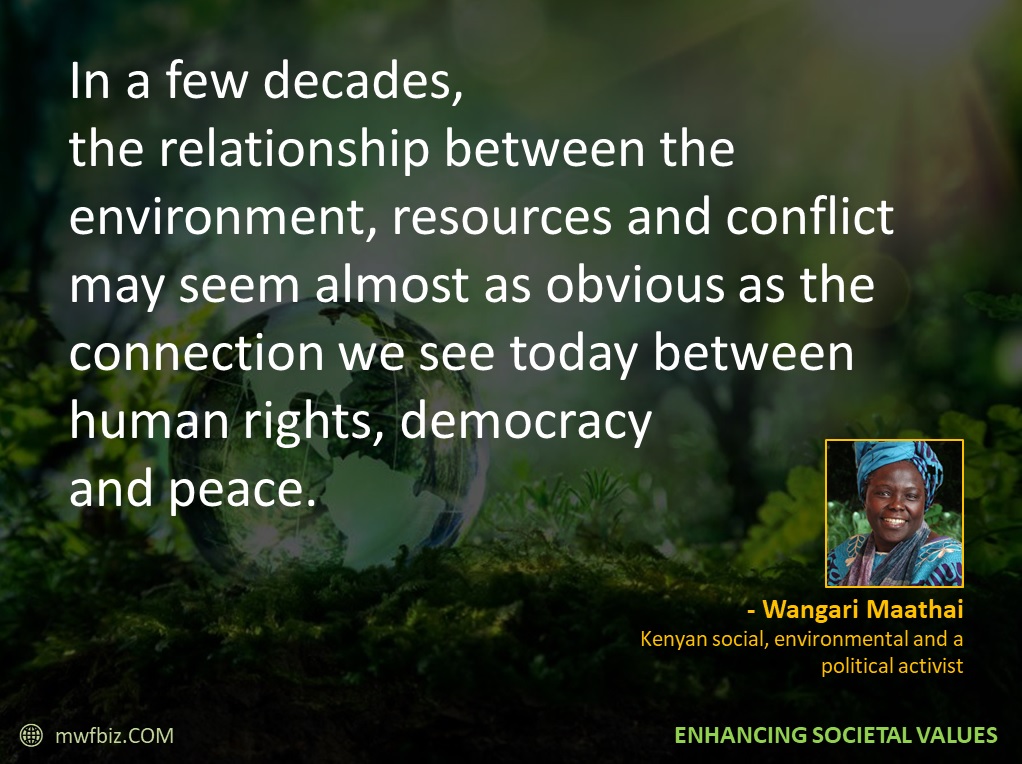 In a few decades,
the relationship between the
environment, resources and conflict
may seem almost as obvious as the
connection we see today between
human rights, democracy
and peace.
- Wangari Maathai
Kenyan social, environmental and a
political activist
mwfbiz.COM
ENHANCING SOCIETAL VALUES